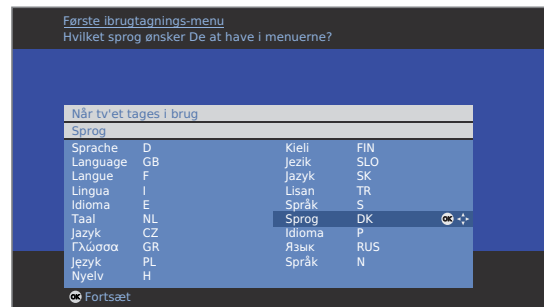 Første ibrugtagnings-menu
Hvilket sprog ønsker De at have i menuerne?
Når tv'et tages i brug
Sprog
Sprache D
Language GB
Langue F
Lingua I
Idioma E
Taal NL
Jazyk CZ
Γλώσσα GR
Język PL
Nyelv H
Kieli FIN
Jezik SLO
Jazyk SK
Lisan TR
Språk S
Sprog DK OK
Idioma P
Язык RUS
Språk N
OK Fortsæt